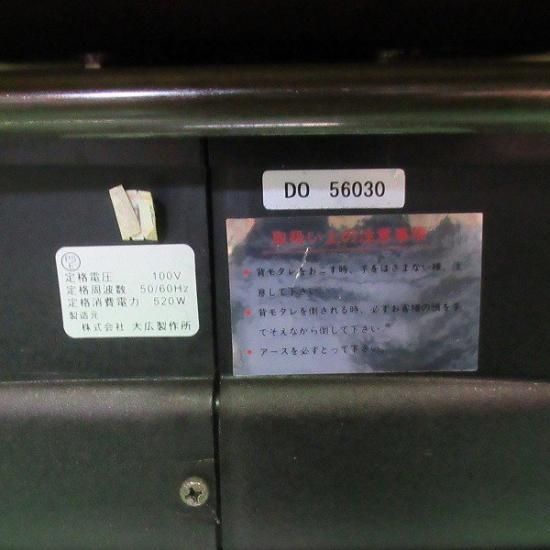 DO 56030
定格電圧 100V
定格周波数 50/60Hz
定格消費電力 520W
製造元
株式会社 大広製作所
取扱い上の注意事項
• 背モタレをおこす時、手をはさまない様、注
意して下さい。
• 背モタレを倒される時、必ずお客様の頭を手
でそえながら倒して下さい
• アースを必ずとって下さい。